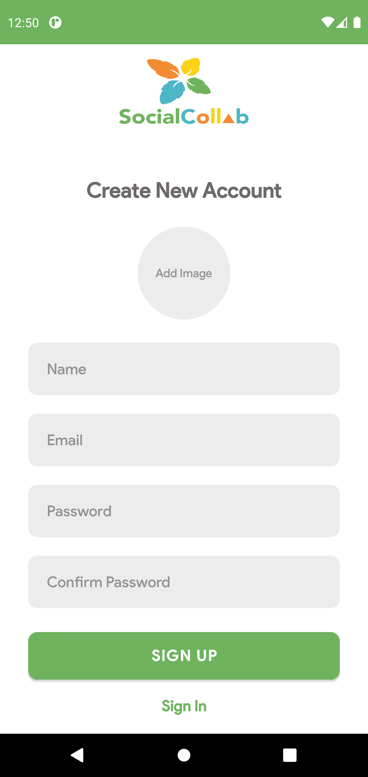 12:50
SocialCollab
Create New Account
Add Image
Name
Email
Password
Confirm Password
SIGN UP
Sign In